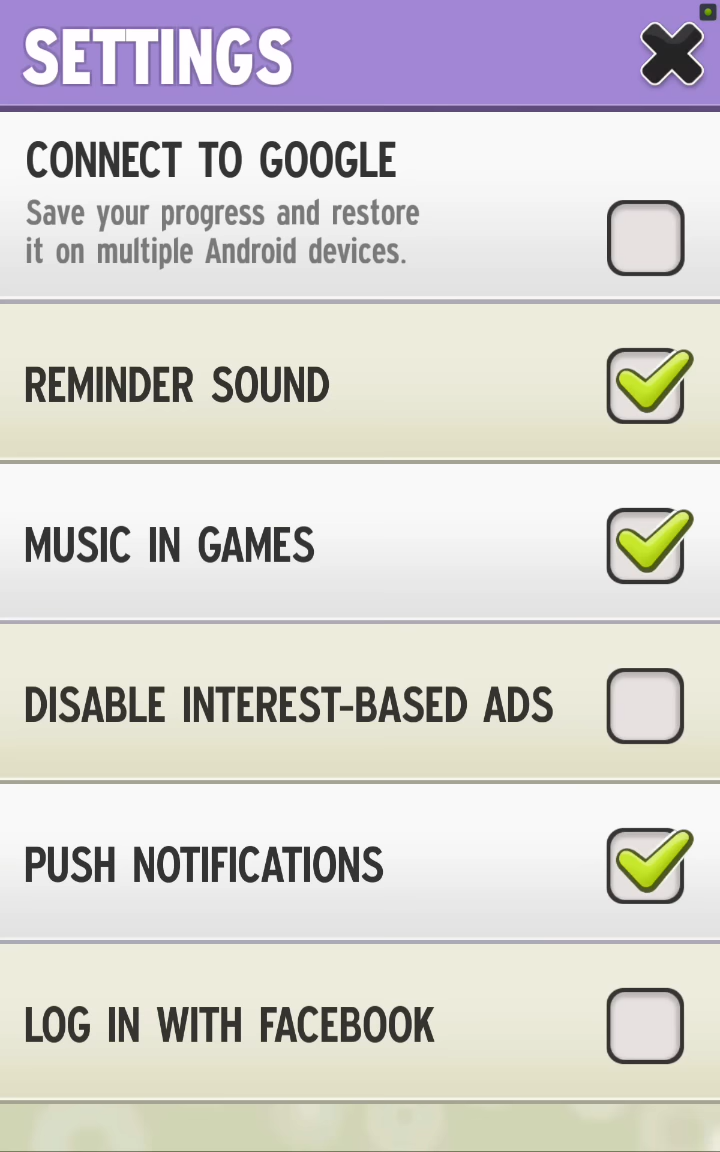 SETTINGS
CONNECT TO GOOGLE
Save your progress and restore
it on multiple Android devices.
REMINDER SOUND
MUSIC IN GAMES
DISABLE INTEREST-BASED ADS
PUSH NOTIFICATIONS
LOG IN WITH FACEBOOK